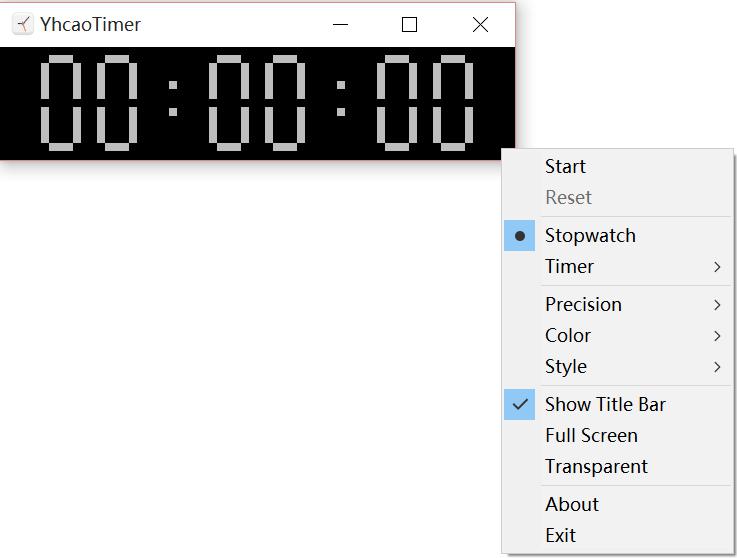 YhcaoTimer
00:00:00
Start
Reset
Stopwatch
Timer
Precision
Color
Style
Show Title Bar
Full Screen
Transparent
About
Exit